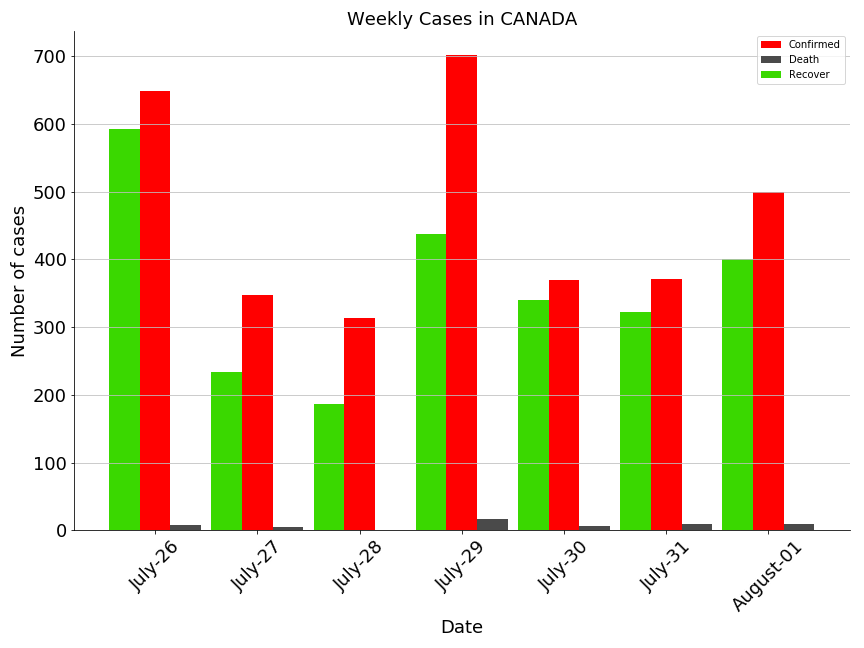 Weekly Cases in CANADA
Confirmed
Death
Recover
Number of cases
700
600
500
400
300
200
100
0
July-26
July-27
July-28
July-29
July-30
July-31
August-01
Date